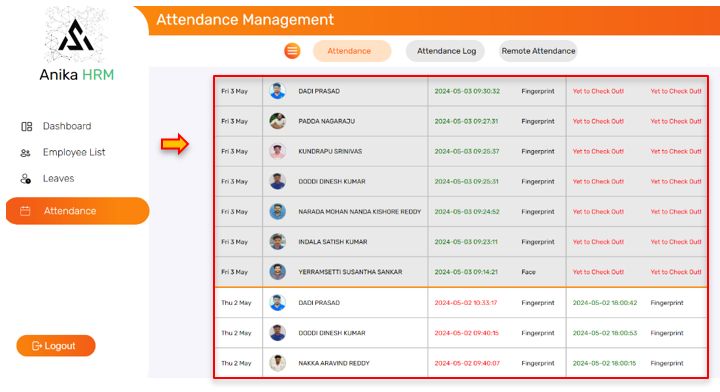 Attendance Management
Attendance Attendance Log Remote Attendance
Anika HRM
Dashboard
Employee List
Leaves
Attendance
Logout
Fri 3 May DADI PRASAD 2024-05-03 09:30:32 Fingerprint Yet to Check Out! Yet to Check Out!
Fri 3 May PADDA NAGARAJU 2024-05-03 09:27:31 Fingerprint Yet to Check Out! Yet to Check Out!
Fri 3 May KUNDRAPU SRINIVAS 2024-05-03 09:25:37 Fingerprint Yet to Check Out! Yet to Check Out!
Fri 3 May DODDI DINESH KUMAR 2024-05-03 09:25:31 Fingerprint Yet to Check Out! Yet to Check Out!
Fri 3 May NARADA MOHAN NANDA KISHORE REDDY 2024-05-03 09:24:52 Fingerprint Yet to Check Out! Yet to Check Out!
Fri 3 May INDALA SATISH KUMAR 2024-05-03 09:23:11 Fingerprint Yet to Check Out! Yet to Check Out!
Fri 3 May YERRAMSETTI SUSANTHA SANKAR 2024-05-03 09:14:21 Face Yet to Check Out! Yet to Check Out!
Thu 2 May DADI PRASAD 2024-05-02 10:33:17 Fingerprint 2024-05-02 18:00:42 Fingerprint
Thu 2 May DODDI DINESH KUMAR 2024-05-02 09:40:15 Fingerprint 2024-05-02 18:00:53 Fingerprint
Thu 2 May NAKKA ARAVIND REDDY 2024-05-02 09:40:07 Fingerprint 2024-05-02 18:00:15 Fingerprint